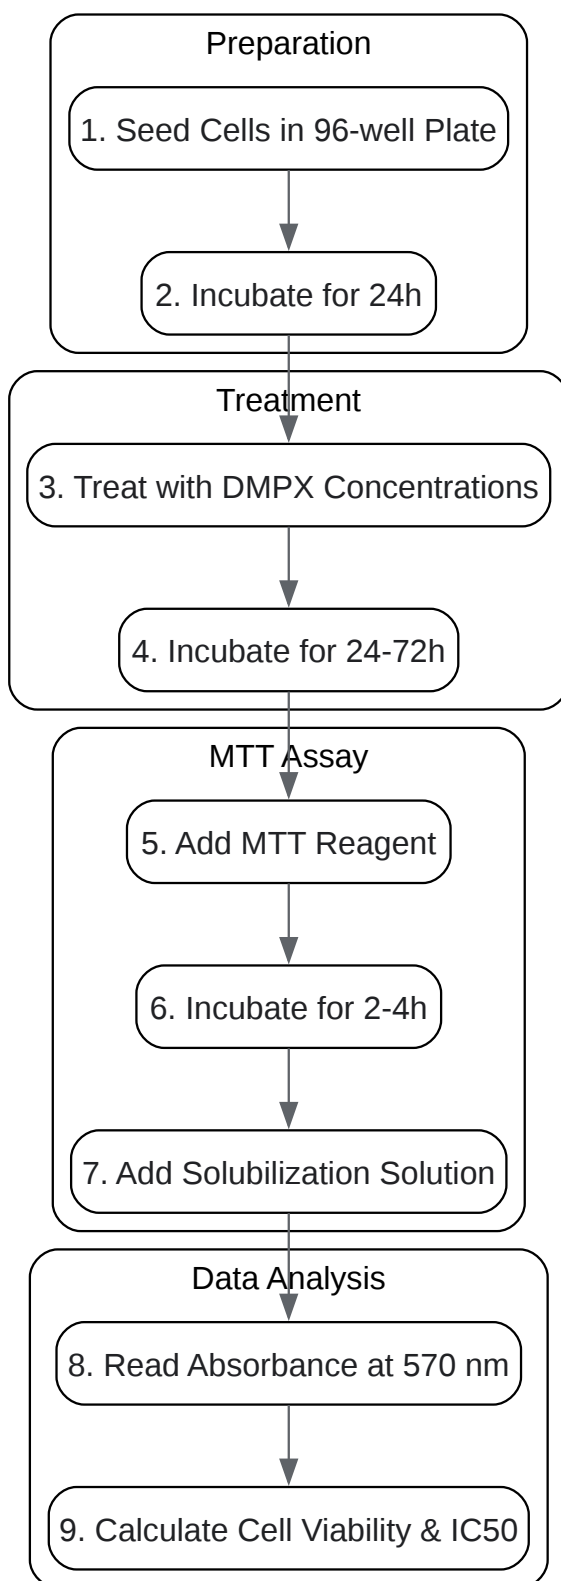 Preparation
1. Seed Cells in 96-well Plate
2. Incubate for 24h
Treatment
3. Treat with DMPX Concentrations
4. Incubate for 24-72h
MTT Assay
5. Add MTT Reagent
6. Incubate for 2-4h
7. Add Solubilization Solution
Data Analysis
8. Read Absorbance at 570 nm
9. Calculate Cell Viability & IC50